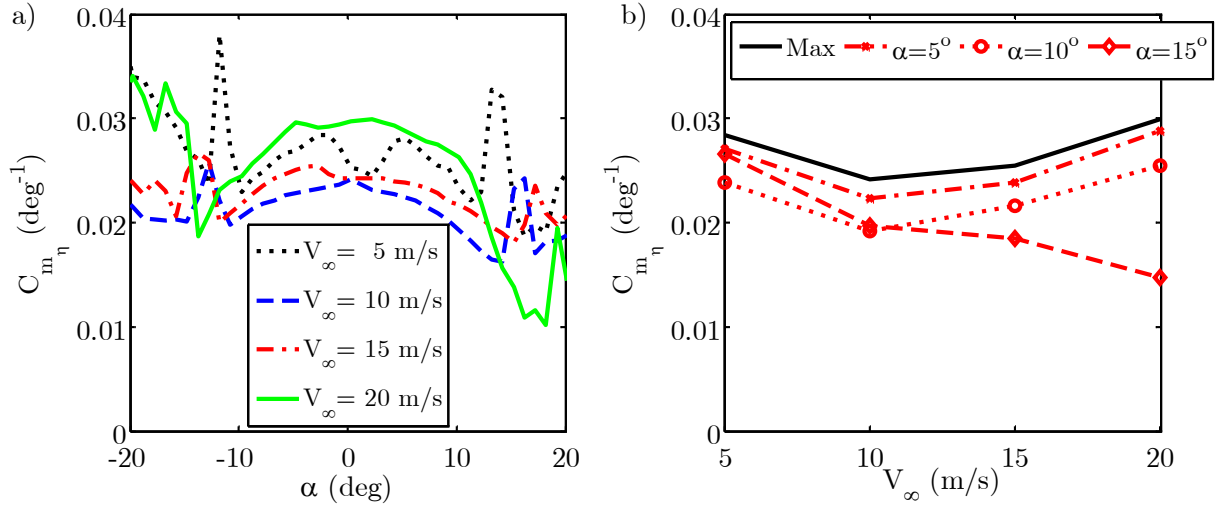 a)
0.04
0.03
0.02
0.01
0
C_{m_η} (deg^{-1})
V_∞= 5 m/s
V_∞= 10 m/s
V_∞= 15 m/s
V_∞= 20 m/s
-20 -10 0 10 20
α (deg)
b)
Max α=5° α=10° α=15°
0.04
0.03
0.02
0.01
0
C_{m_η} (deg^{-1})
5 10 15 20
V_∞ (m/s)